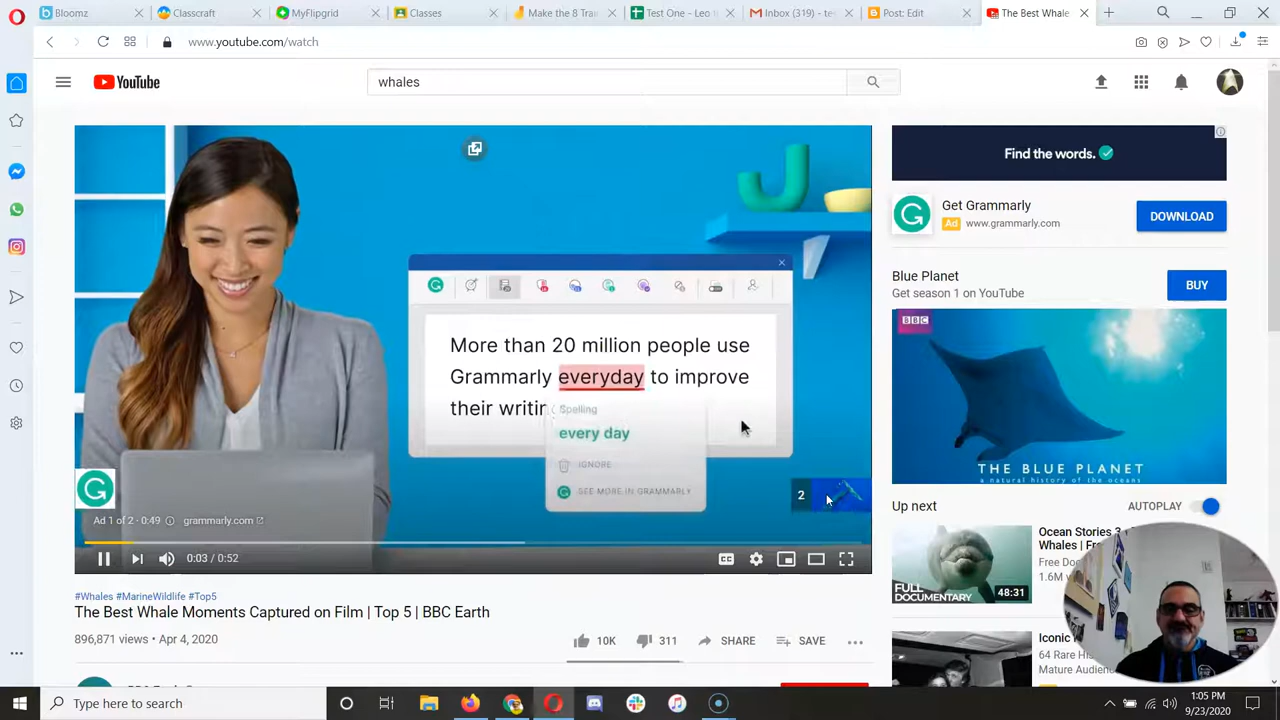 Bloomz
Classcraft
MyFlipgrid
Classes
Make the 8 Tran
Test One - Leo t
Inbox (319) - te
Post: Edit
The Best Whale
www.youtube.com/watch
YouTube
whales
Find the words.
Get Grammarly
Ad www.grammarly.com
DOWNLOAD
More than 20 million people use
Grammarly everyday to improve
their writin
Spelling
every day
IGNORE
SEE MORE IN GRAMMARLY
2
Ad 1 of 2 · 0:49
grammarly.com
0:03 / 0:52
CC
Blue Planet
Get season 1 on YouTube
BUY
BBC
THE BLUE PLANET
a natural history of the oceans
Up next
AUTOPLAY
Ocean Stories 3
Whales | Fr
Free Doc
1.6M
FULL
DOCUMENTARY
48:31
Iconic
64 Rare His
Mature Audienc
#Whales #MarineWildlife #Top5
The Best Whale Moments Captured on Film | Top 5 | BBC Earth
896,871 views • Apr 4, 2020
10K
311
SHARE
SAVE
Type here to search
1:05 PM
9/23/2020